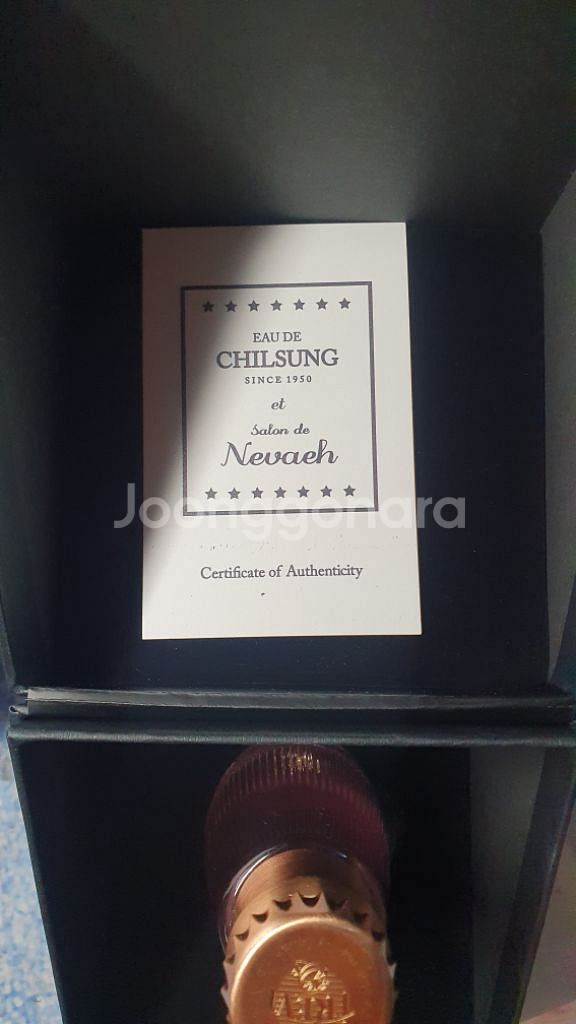 EAU DE
CHILSUNG
SINCE 1950
et
Salon de
Nevaeh
Joonggonara
Certificate of Authenticity